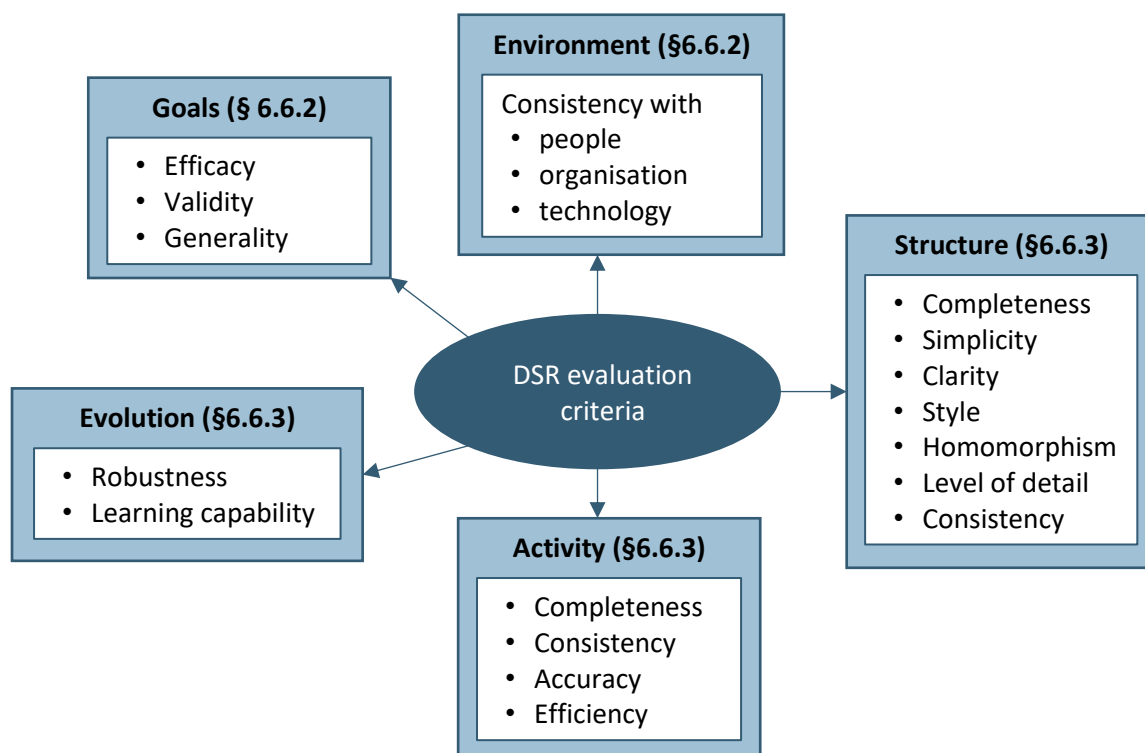 Environment (§6.6.2)
Consistency with
• people
• organisation
• technology
Goals (§ 6.6.2)
• Efficacy
• Validity
• Generality
Structure (§6.6.3)
• Completeness
• Simplicity
• Clarity
• Style
• Homomorphism
• Level of detail
• Consistency
DSR evaluation
criteria
Evolution (§6.6.3)
• Robustness
• Learning capability
Activity (§6.6.3)
• Completeness
• Consistency
• Accuracy
• Efficiency